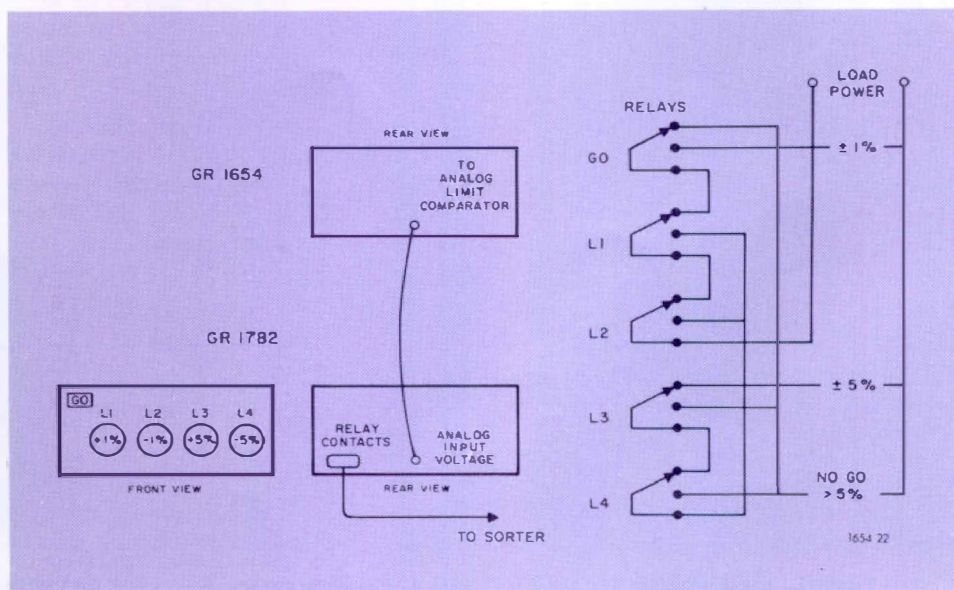 GR 1654
REAR VIEW
TO
ANALOG
LIMIT
COMPARATOR
GR 1782
GO
L1 L2 L3 L4
+1% -1% +5% -5%
FRONT VIEW
RELAY
CONTACTS
ANALOG
INPUT
VOLTAGE
REAR VIEW
TO SORTER
RELAYS
LOAD
POWER
GO
± 1%
L1
L2
L3
± 5%
L4
NO GO
> 5%
1654 22